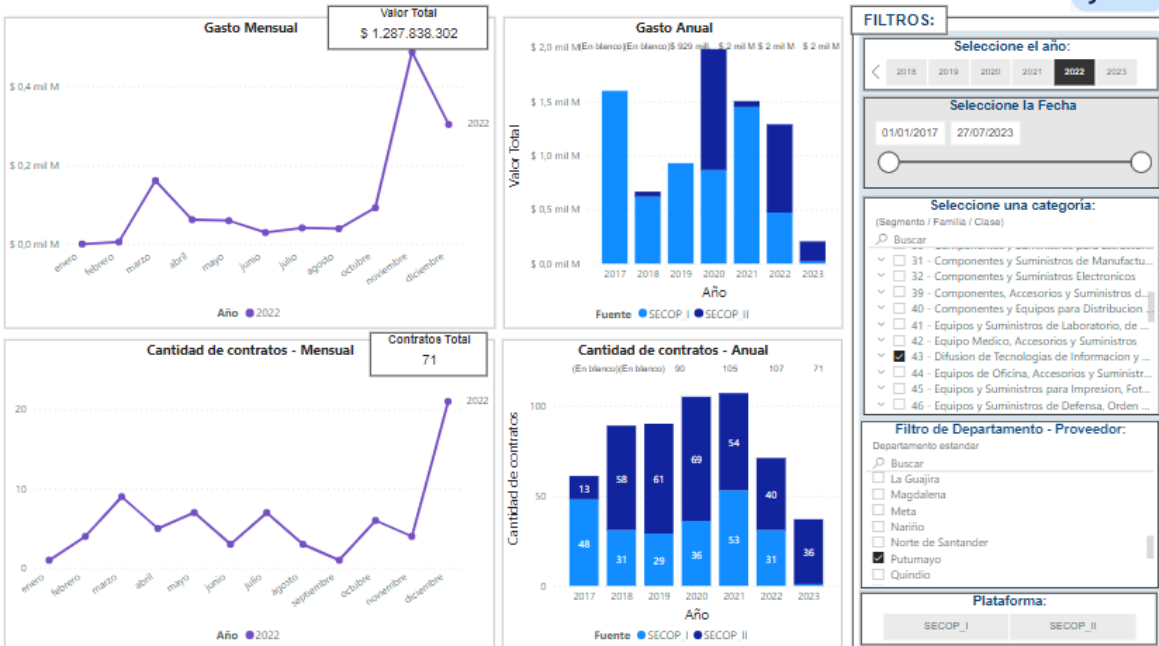 Gasto Mensual
Valor Total
$ 1.287.838.302
$ 0,4 mil M
$ 0,2 mil M
$ 0,0 mil M
2022
enero
febrero
marzo
abril
mayo
junio
julio
agosto
octubre
noviembre
diciembre
Año 2022
Gasto Anual
(En blanco)(En blanco) $ 929 mill. $ 2 mil M $ 2 mil M $ 2 mil M
Valor Total
$ 2,0 mil M
$ 1,5 mil M
$ 1,0 mil M
$ 0,5 mil M
$ 0,0 mil M
2017 2018 2019 2020 2021 2022 2023
Año
Fuente SECOP_I SECOP_II
Cantidad de contratos - Mensual
Contratos Total
71
20
10
0
2022
enero
febrero
marzo
abril
mayo
junio
julio
agosto
septiembre
octubre
noviembre
diciembre
Año 2022
Cantidad de contratos - Anual
(En blanco)(En blanco) 90 105 107 71
Cantidad de contratos
100
50
0
13 58 61 69 54 40 36
48 31 29 36 53 31
2017 2018 2019 2020 2021 2022 2023
Año
Fuente SECOP_I SECOP_II
FILTROS:
Seleccione el año:
2018 2019 2020 2021 2022 2023
Seleccione la Fecha
01/01/2017 27/07/2023
Seleccione una categoría:
(Segmento / Familia / Clase)
Buscar
31 - Componentes y Suministros de Manufactu...
32 - Componentes y Suministros Electronicos
39 - Componentes, Accesorios y Suministros d...
40 - Componentes y Equipos para Distribucion ...
41 - Equipos y Suministros de Laboratorio, de ...
42 - Equipo Medico, Accesorios y Suministros
43 - Difusion de Tecnologias de Informacion y ...
44 - Equipos de Oficina, Accesorios y Suministr...
45 - Equipos y Suministros para Impresion, Fot...
46 - Equipos y Suministros de Defensa, Orden ...
Filtro de Departamento - Proveedor:
Departamento estandar
Buscar
La Guajira
Magdalena
Meta
Nariño
Norte de Santander
Putumayo
Quindio
Plataforma:
SECOP_I SECOP_II